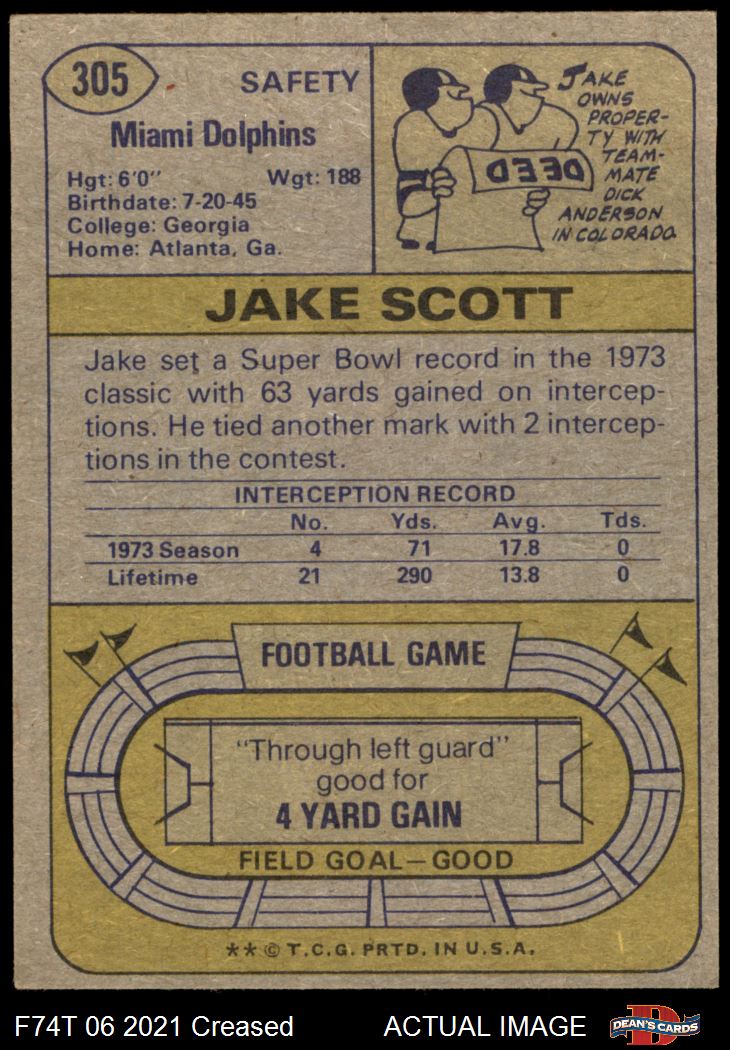 305
SAFETY
Miami Dolphins
Hgt: 6'0" Wgt: 188
Birthdate: 7-20-45
College: Georgia
Home: Atlanta, Ga.
JAKE
OWNS
PROPER-
TY WITH
TEAM-
MATE
DICK
ANDERSON
IN COLORADO.
DEED
JAKE SCOTT
Jake set a Super Bowl record in the 1973
classic with 63 yards gained on intercep-
tions. He tied another mark with 2 intercep-
tions in the contest.
INTERCEPTION RECORD
No. Yds. Avg. Tds.
1973 Season 4 71 17.8 0
Lifetime 21 290 13.8 0
FOOTBALL GAME
"Through left guard"
good for
4 YARD GAIN
FIELD GOAL—GOOD
** © T.C.G. PRTD. IN U.S.A.
F74T 06 2021 Creased ACTUAL IMAGE
DEAN'S CARDS